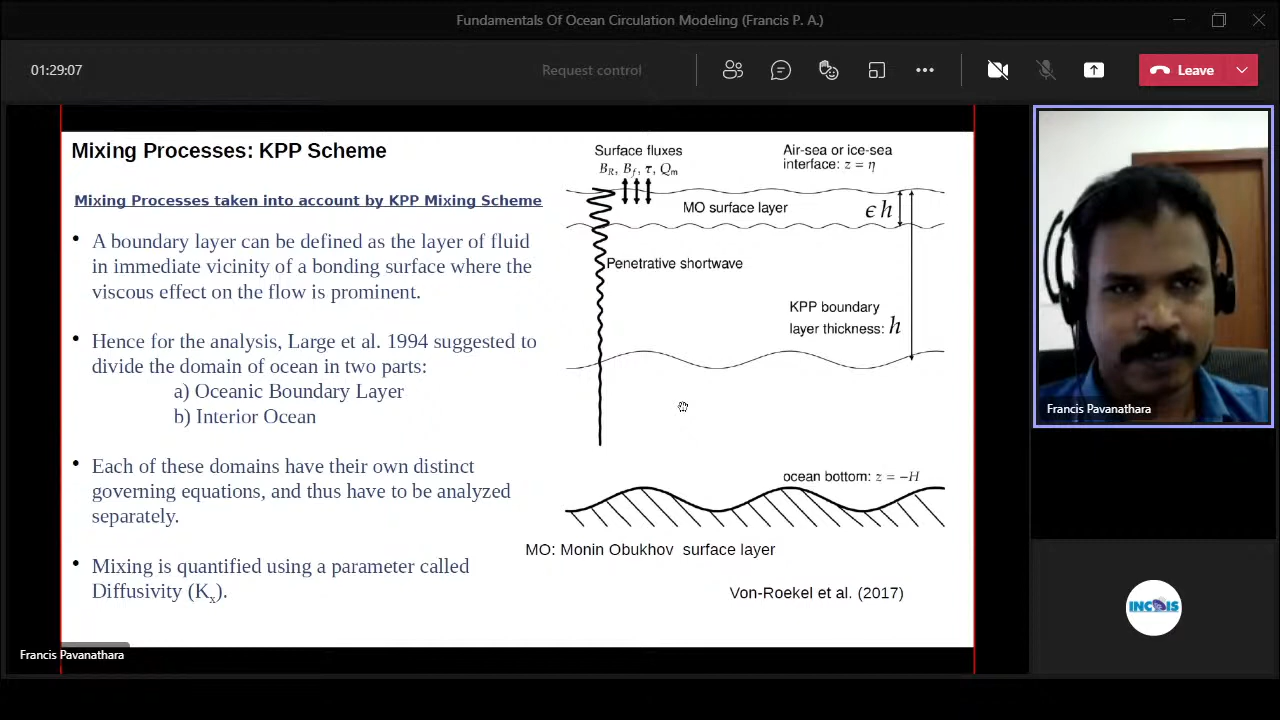 Fundamentals Of Ocean Circulation Modeling (Francis P. A.)
01:29:07
Request control
Leave
Mixing Processes: KPP Scheme
Mixing Processes taken into account by KPP Mixing Scheme
• A boundary layer can be defined as the layer of fluid
in immediate vicinity of a bonding surface where the
viscous effect on the flow is prominent.
• Hence for the analysis, Large et al. 1994 suggested to
divide the domain of ocean in two parts:
a) Oceanic Boundary Layer
b) Interior Ocean
• Each of these domains have their own distinct
governing equations, and thus have to be analyzed
separately.
• Mixing is quantified using a parameter called
Diffusivity (Kx).
Surface fluxes
B_R, B_f, τ, Q_m
Air-sea or ice-sea
interface: z = η
MO surface layer
ϵ h
Penetrative shortwave
KPP boundary
layer thickness: h
ocean bottom: z = −H
MO: Monin Obukhov surface layer
Von-Roekel et al. (2017)
Francis Pavanathara
Francis Pavanathara
INCOIS